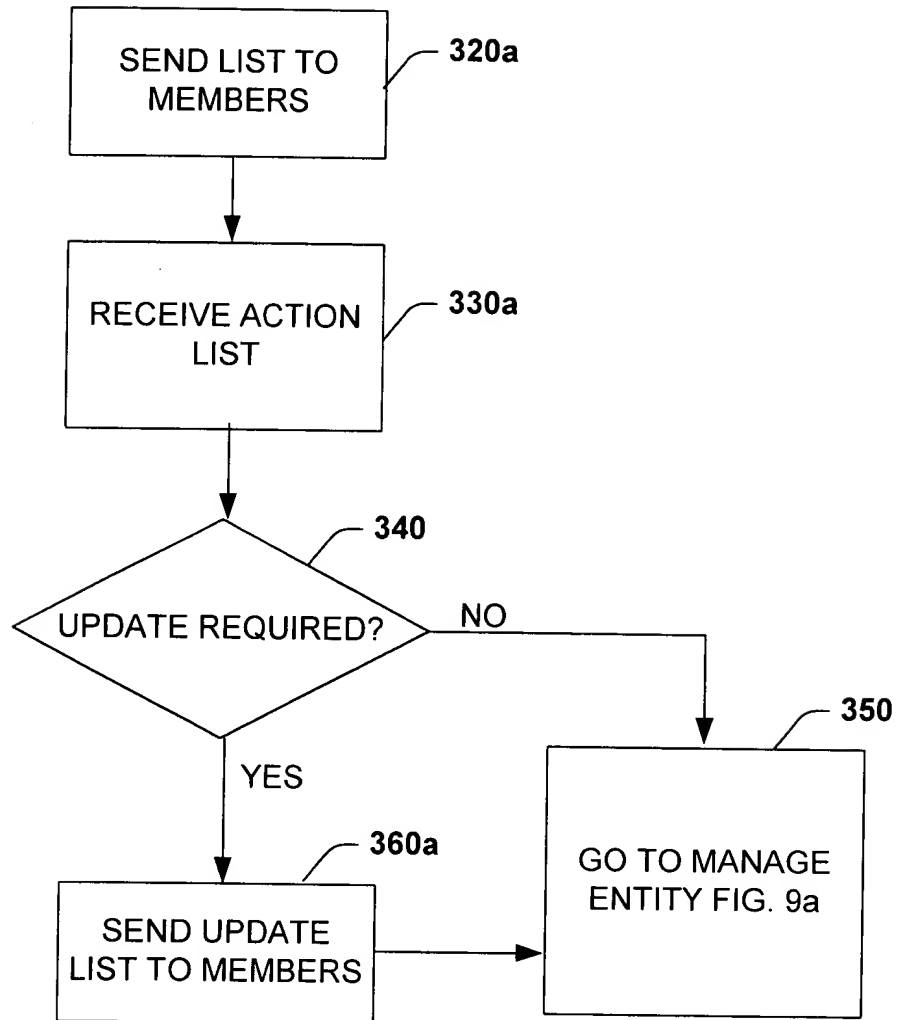 SEND LIST TO
MEMBERS
320a
RECEIVE ACTION
LIST
330a
340
UPDATE REQUIRED?
NO
YES
350
GO TO MANAGE
ENTITY FIG. 9a
360a
SEND UPDATE
LIST TO MEMBERS